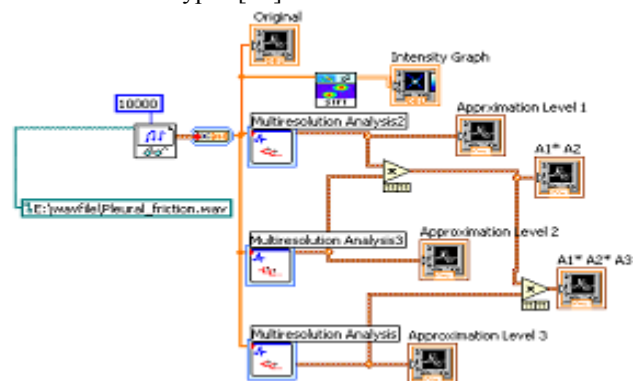 Original
Intensity Graph
10000
STFT
Multiresolution Analysis2
Apprximation Level 1
A1* A2
E:\wavfile\Pleural_friction.wav
Multiresolution Analysis3
Approximation Level 2
A1* A2* A3
Multiresolution Analysis
Approximation Level 3